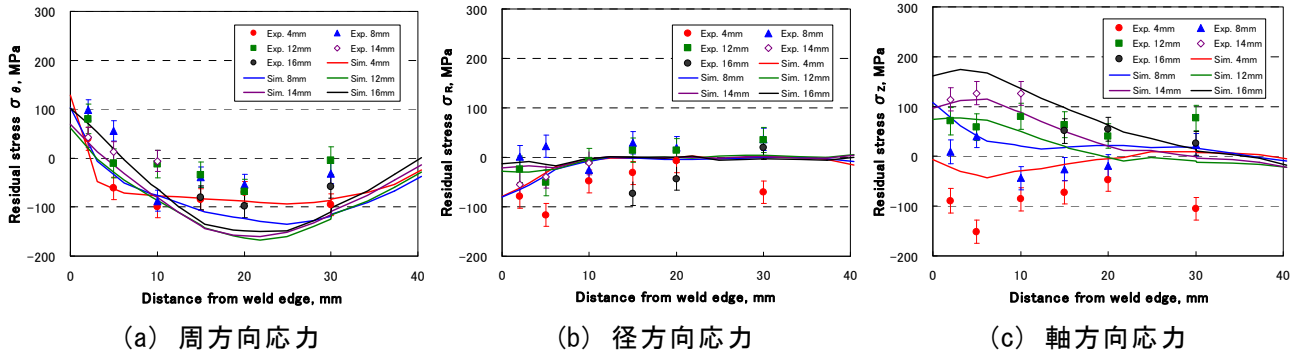 300
200
100
0
-100
-200
Residual stress σθ, MPa
Exp. 4mm
Exp. 8mm
Exp. 12mm
Exp. 14mm
Exp. 16mm
Sim. 4mm
Sim. 8mm
Sim. 12mm
Sim. 14mm
Sim. 16mm
0 10 20 30 40
Distance from weld edge, mm
(a) 周方向応力
300
200
100
0
-100
-200
Residual stress σR, MPa
Exp. 4mm
Exp. 8mm
Exp. 12mm
Exp. 14mm
Exp. 16mm
Sim. 4mm
Sim. 8mm
Sim. 12mm
Sim. 14mm
Sim. 16mm
0 10 20 30 40
Distance from weld edge, mm
(b) 径方向応力
300
200
100
0
-100
-200
Residual stress σZ, MPa
Exp. 4mm
Exp. 8mm
Exp. 12mm
Exp. 14mm
Exp. 16mm
Sim. 4mm
Sim. 8mm
Sim. 12mm
Sim. 14mm
Sim. 16mm
0 10 20 30 40
Distance from weld edge, mm
(c) 軸方向応力